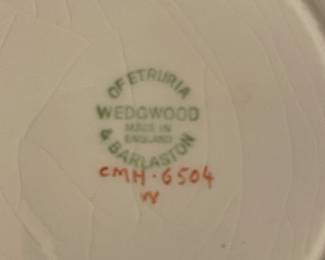 OF ETRURIA
WEDGWOOD
MADE IN
ENGLAND
& BARLASTON
CMH·6504
W